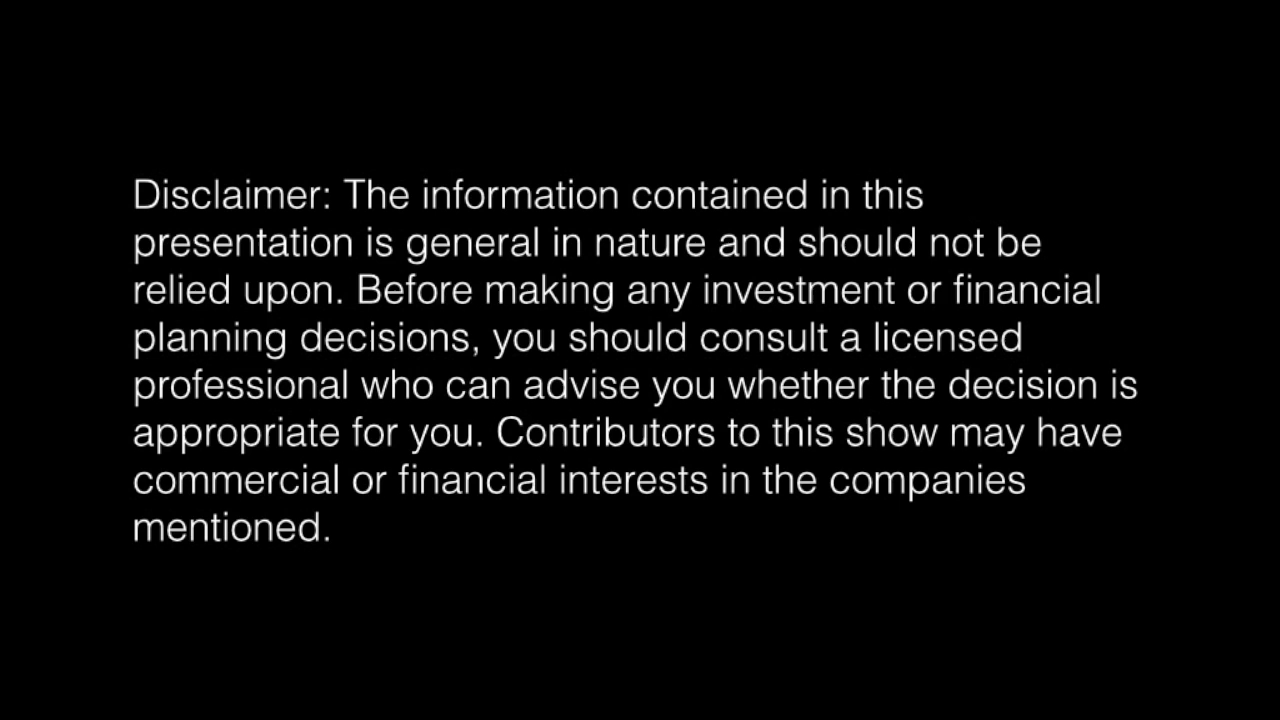 Disclaimer: The information contained in this
presentation is general in nature and should not be
relied upon. Before making any investment or financial
planning decisions, you should consult a licensed
professional who can advise you whether the decision is
appropriate for you. Contributors to this show may have
commercial or financial interests in the companies
mentioned.